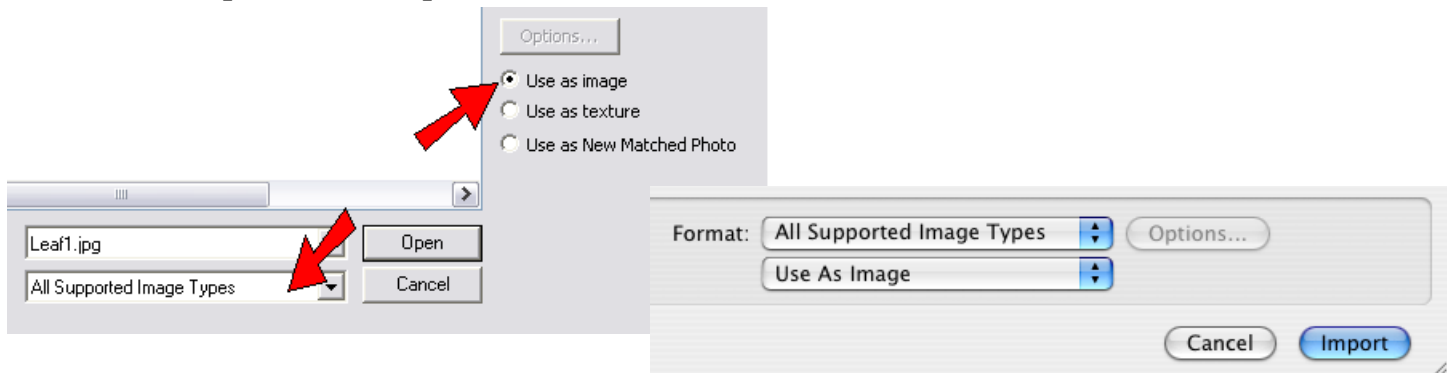 Options...
Use as image
Use as texture
Use as New Matched Photo
Leaf1.jpg
Open
All Supported Image Types
Cancel
Format: All Supported Image Types Options...
Use As Image
Cancel Import